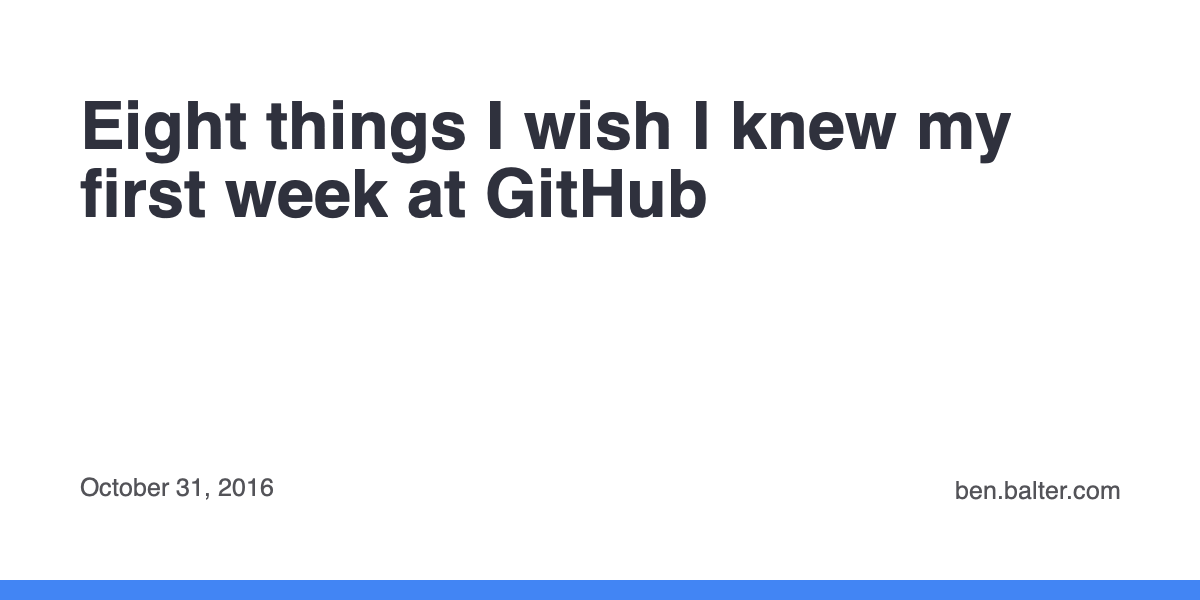 Eight things I wish I knew my
first week at GitHub
October 31, 2016
ben.balter.com